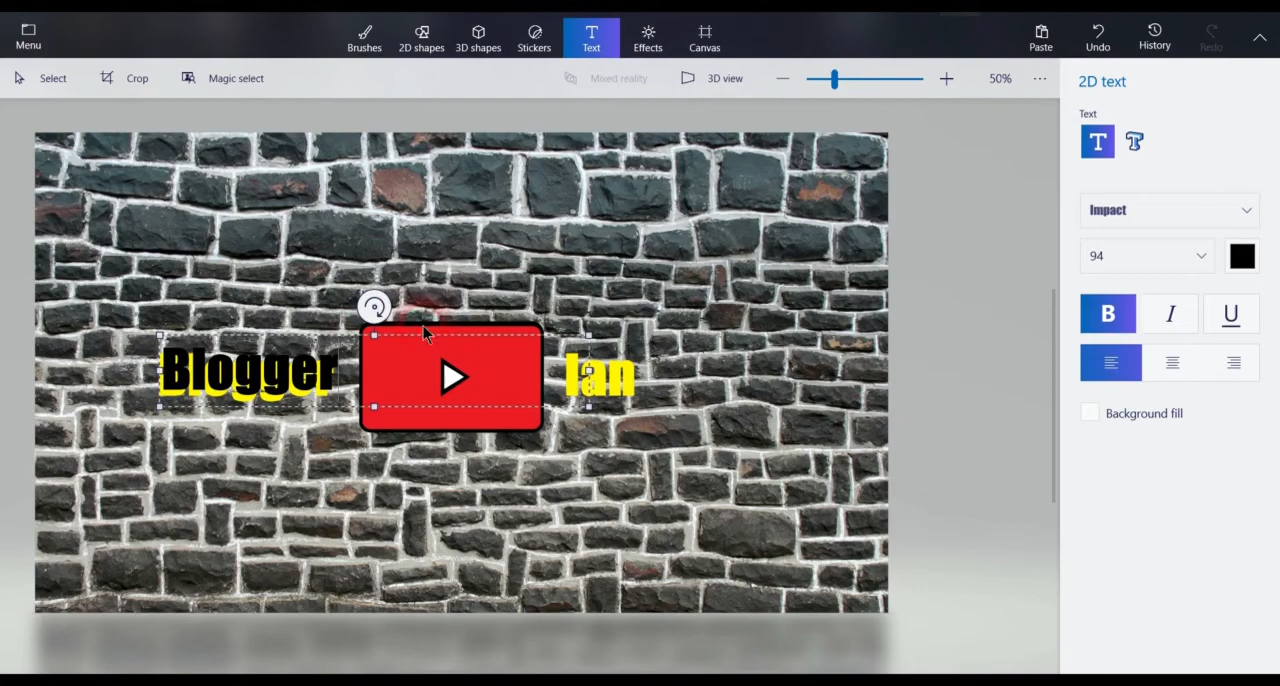 Menu
Brushes
2D shapes
3D shapes
Stickers
Text
Effects
Canvas
Paste
Undo
History
Redo
Select
Crop
Magic select
Mixed reality
3D view
50%
2D text
Text
T T
Impact
94
B I U
Background fill
Blogger Ian